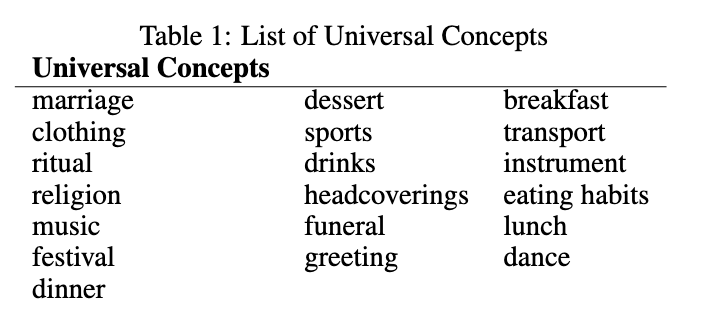 Table 1: List of Universal Concepts
Universal Concepts
marriage dessert breakfast
clothing sports transport
ritual drinks instrument
religion headcoverings eating habits
music funeral lunch
festival greeting dance
dinner